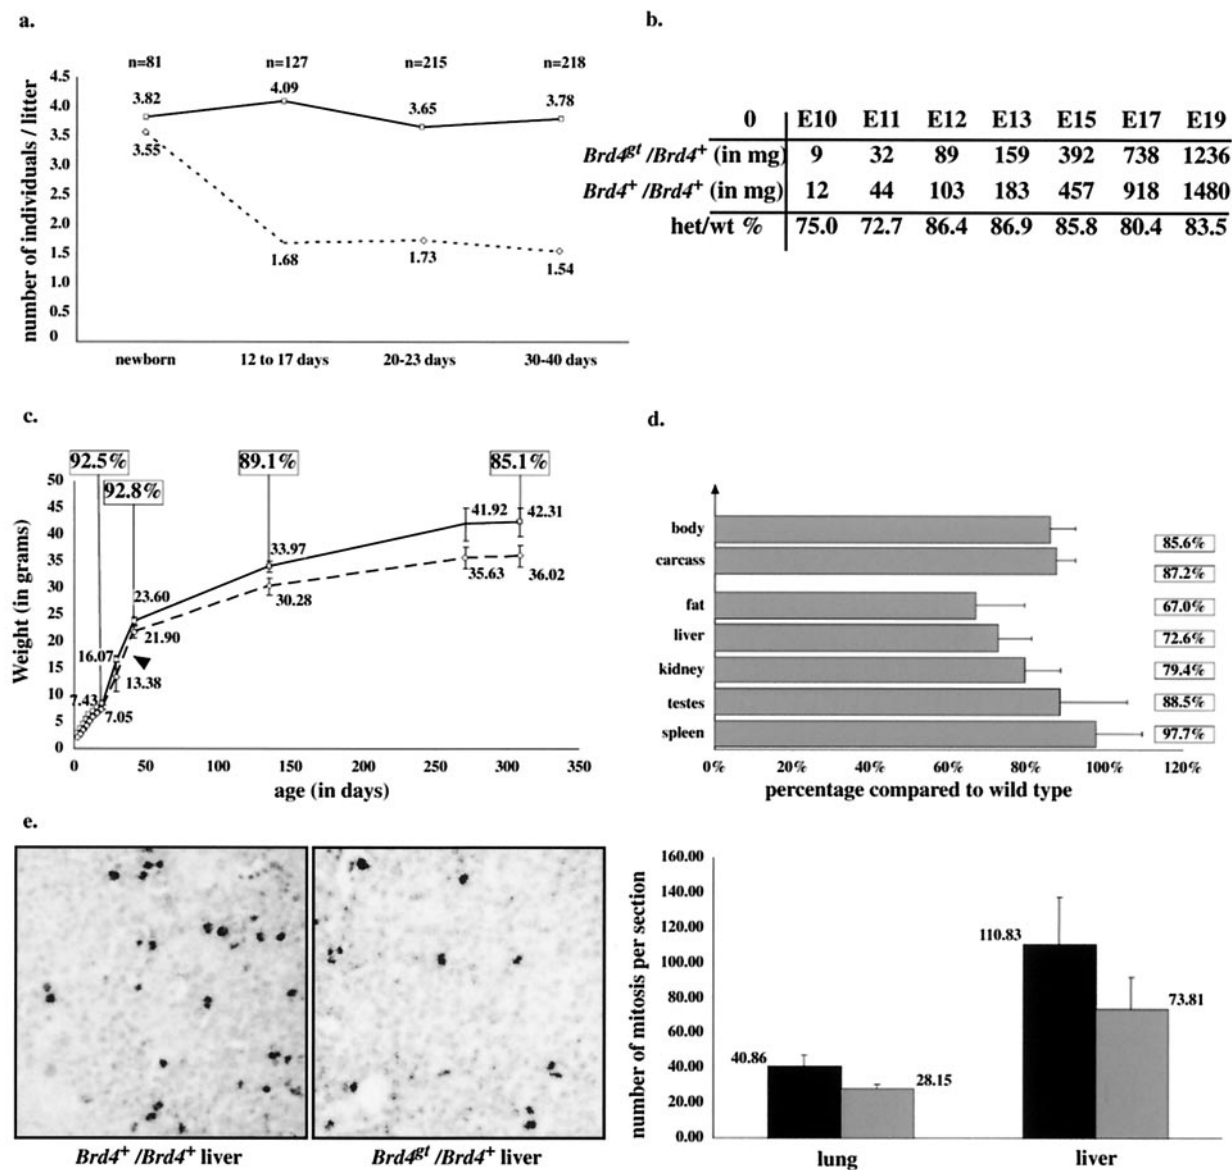 a.
n=81 n=127 n=215 n=218
number of individuals / litter
4.5
4.0
3.5
3.0
2.5
2.0
1.5
1.0
0.5
0
3.82 4.09 3.65 3.78
3.55 1.68 1.73 1.54
newborn 12 to 17 days 20-23 days 30-40 days
b.
0 E10 E11 E12 E13 E15 E17 E19
Brd4gt /Brd4+ (in mg) 9 32 89 159 392 738 1236
Brd4+ /Brd4+ (in mg) 12 44 103 183 457 918 1480
het/wt % 75.0 72.7 86.4 86.9 85.8 80.4 83.5
c.
92.5% 89.1% 85.1%
92.8%
Weight (in grams)
50
45
40
35
30
25
20
15
10
5
0
41.92 42.31
33.97
35.63 36.02
30.28
23.60
21.90
16.07
13.38
7.43
7.05
0 50 100 150 200 250 300 350
age (in days)
d.
body 85.6%
carcass 87.2%
fat 67.0%
liver 72.6%
kidney 79.4%
testes 88.5%
spleen 97.7%
0% 20% 40% 60% 80% 100% 120%
percentage compared to wild type
e.
Brd4+ /Brd4+ liver
Brd4gt /Brd4+ liver
number of mitosis per section
160.00
140.00
120.00
100.00
80.00
60.00
40.00
20.00
0.00
110.83
73.81
40.86
28.15
lung liver